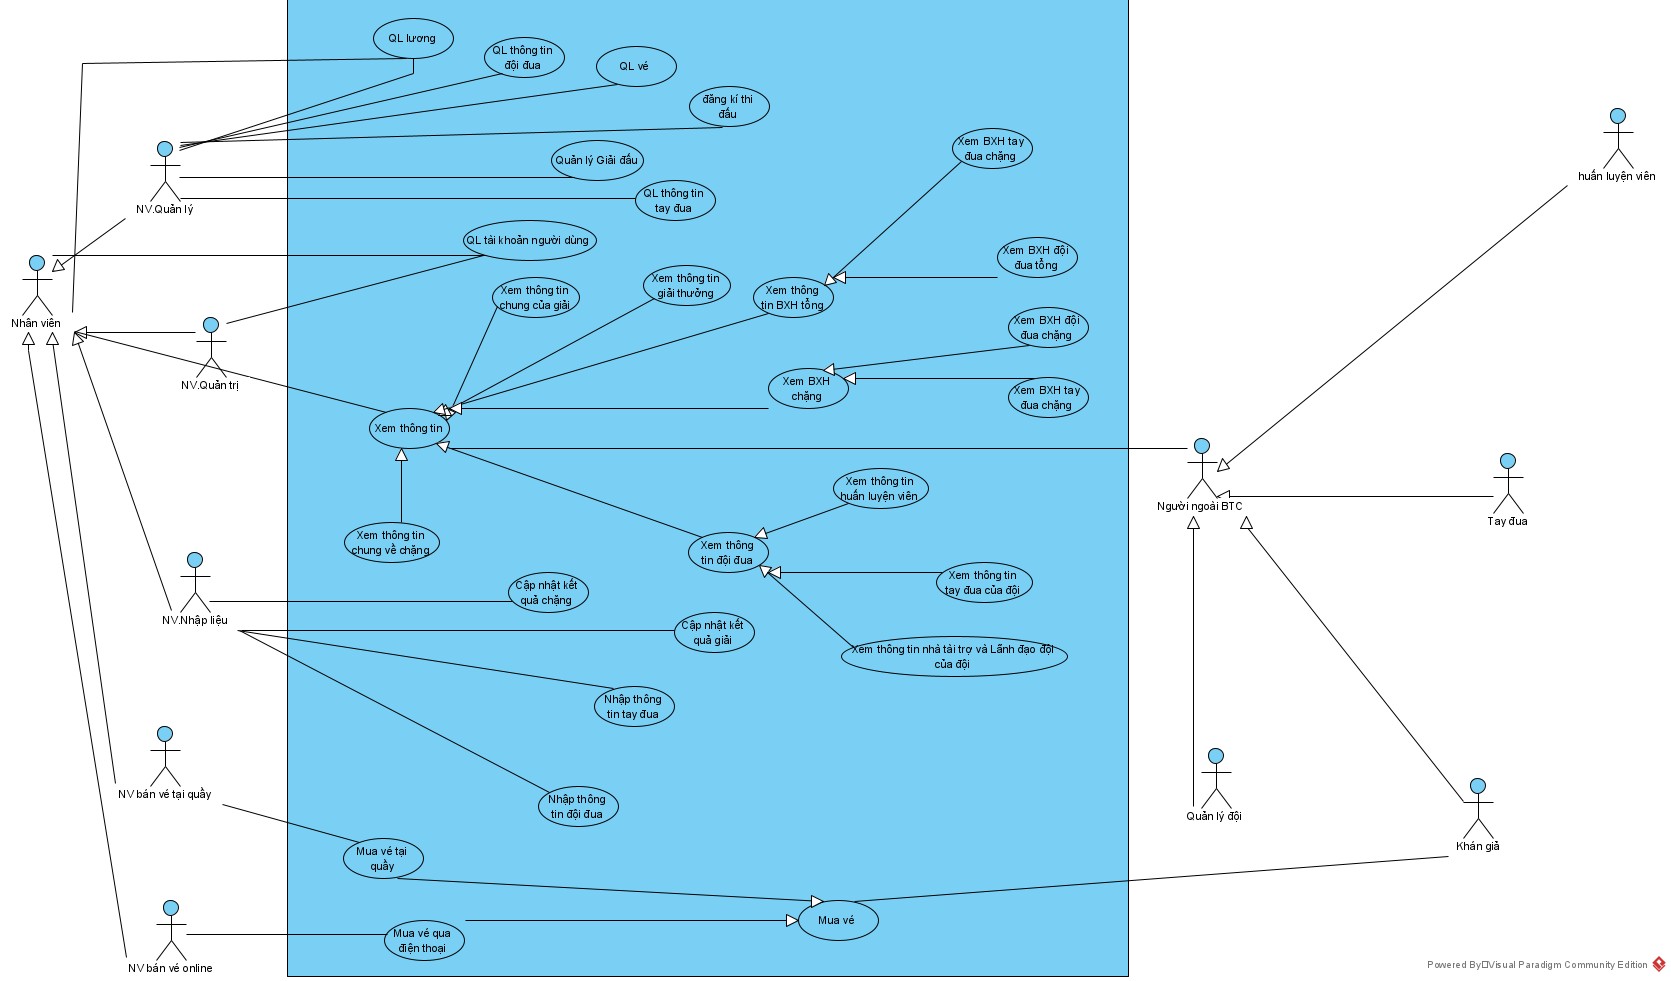 QL lương
QL thông tin
đội đua
QL vé
đăng kí thi
đấu
Xem BXH tay
đua chặng
huấn luyện viên
Quản lý Giải đấu
NV.Quản lý
QL thông tin
tay đua
QL tài khoản người dùng
Xem BXH đội
đua tổng
Xem thông tin
chung của giải
Xem thông tin
giải thưởng
Xem thông
tin BXH tổng
Nhân viên
Xem BXH đội
đua chặng
NV.Quản trị
Xem BXH
chặng
Xem BXH tay
đua chặng
Xem thông tin
Xem thông tin
huấn luyện viên
Người ngoài BTC
Tay đua
Xem thông tin
chung về chặng
Xem thông
tin đội đua
Xem thông tin
tay đua của đội
Cập nhật kết
quả chặng
NV.Nhập liệu
Cập nhật kết
quả giải
Xem thông tin nhà tài trợ và Lãnh đạo đội
của đội
Nhập thông
tin tay đua
NV bán vé tại quầy
Nhập thông
tin đội đua
Quản lý đội
Khán giả
Mua vé tại
quầy
Mua vé
Mua vé qua
điện thoại
NV bán vé online
Powered By□Visual Paradigm Community Edition